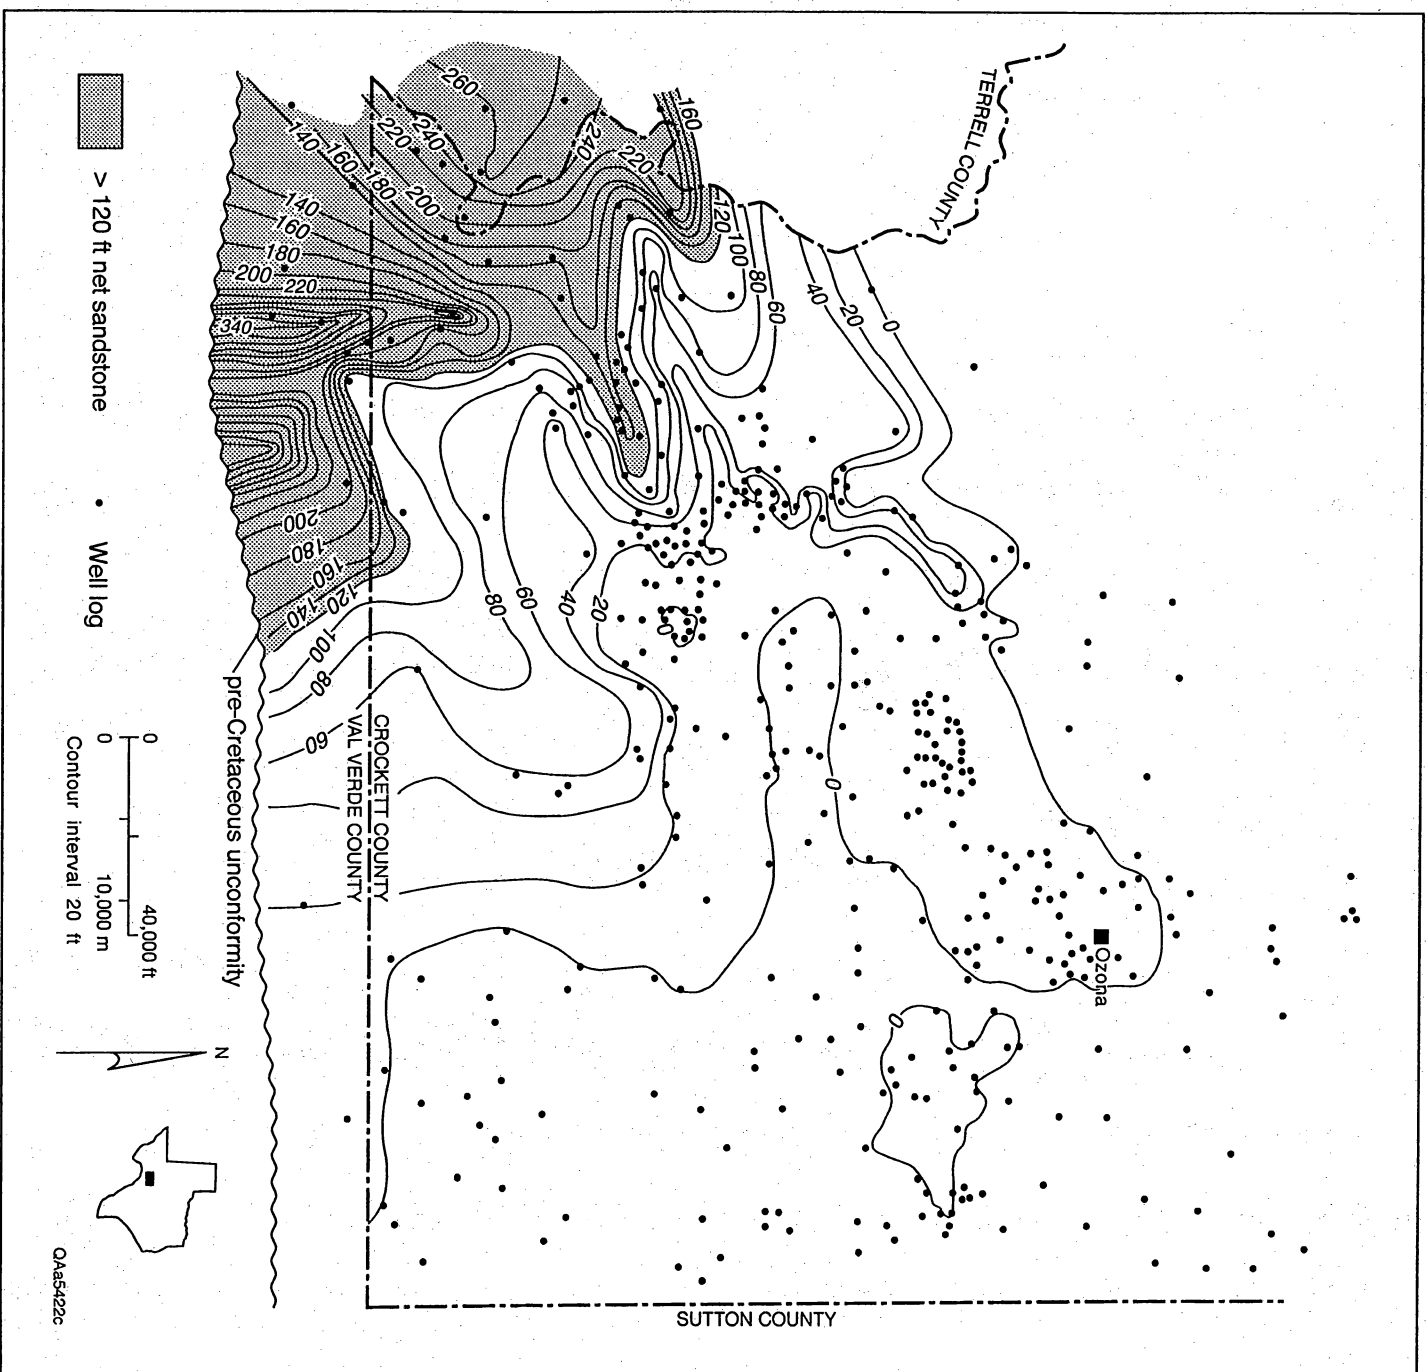 TERRELL COUNTY
260
240
220
240
220
160
140
160
180
200
120
100
80
60
40
20
0
140
160
180
200
220
340
200
180
160
120
140
100
80
60
80
60
40
20
0
0
0
CROCKETT COUNTY
VAL VERDE COUNTY
pre-Cretaceous unconformity
Ozona
SUTTON COUNTY
> 120 ft net sandstone
Well log
0 40,000 ft
0 10,000 m
Contour interval 20 ft
N
QAa5422c